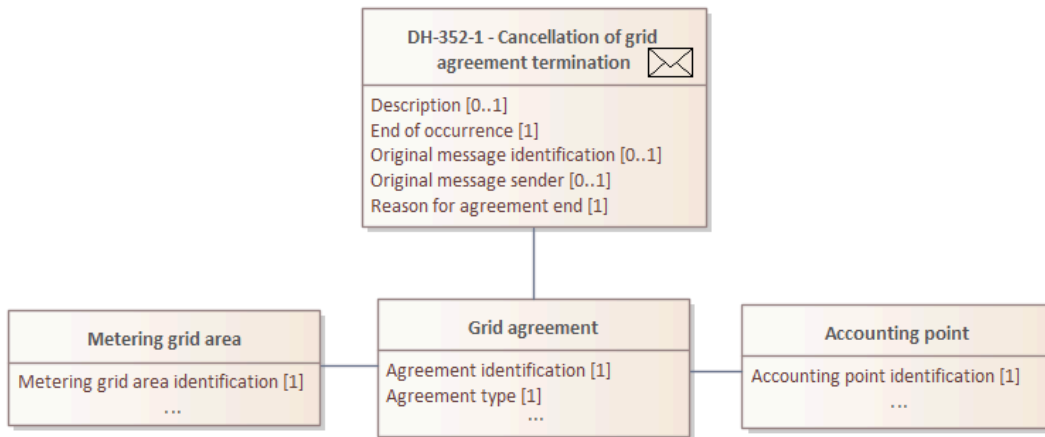 DH-352-1 - Cancellation of grid
agreement termination
Description [0..1]
End of occurrence [1]
Original message identification [0..1]
Original message sender [0..1]
Reason for agreement end [1]
Metering grid area
Metering grid area identification [1]
...
Grid agreement
Agreement identification [1]
Agreement type [1]
...
Accounting point
Accounting point identification [1]
...